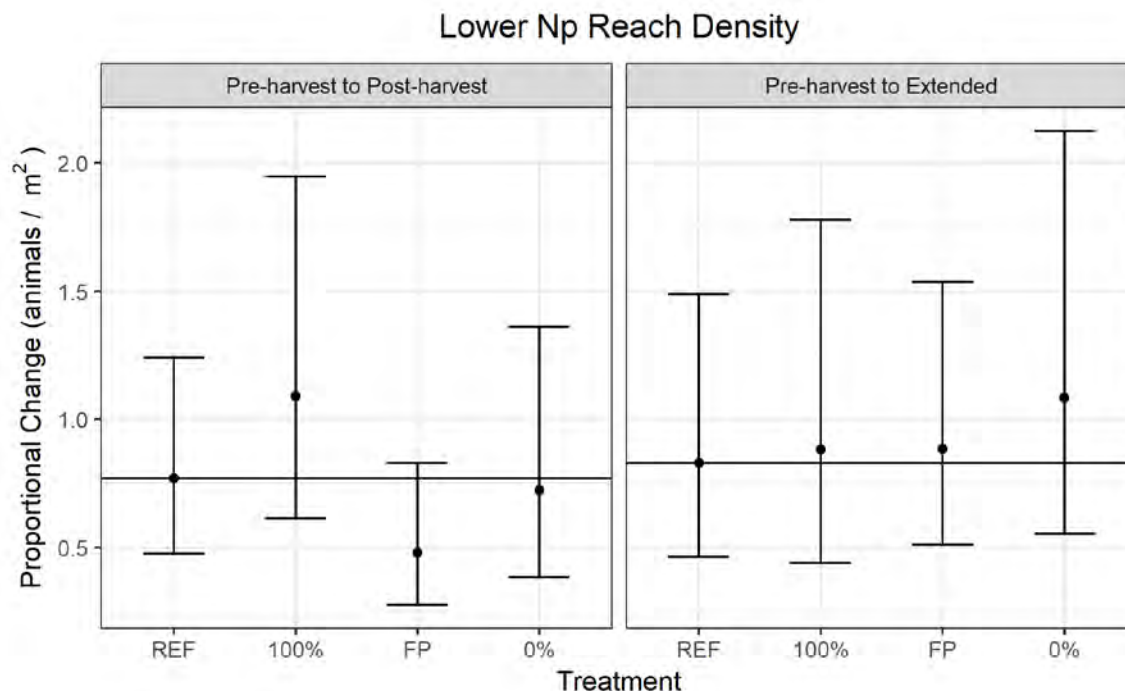 Lower Np Reach Density
Pre-harvest to Post-harvest
Pre-harvest to Extended
Proportional Change (animals / m²)
2.0
1.5
1.0
0.5
REF 100% FP 0%
REF 100% FP 0%
Treatment